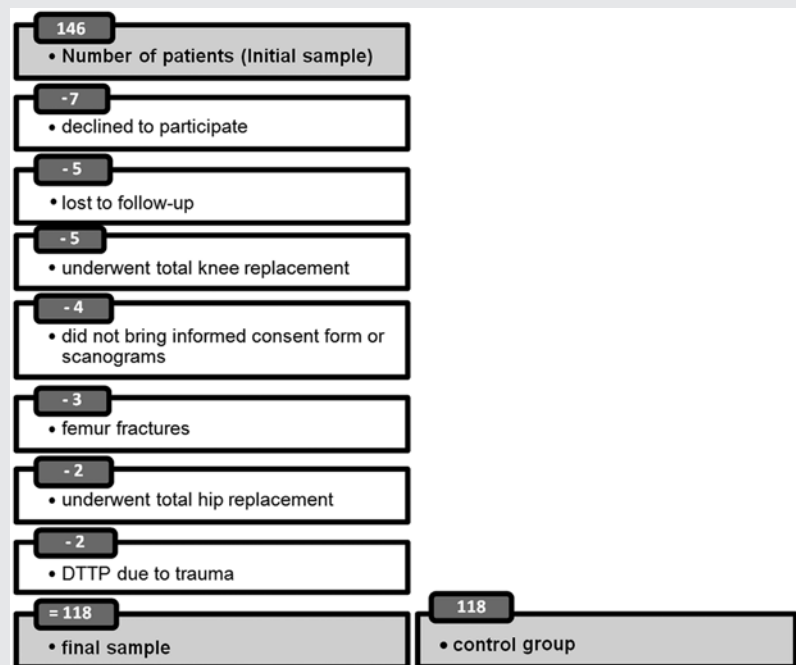 146
• Number of patients (Initial sample)
-7
• declined to participate
- 5
• lost to follow-up
- 5
• underwent total knee replacement
- 4
• did not bring informed consent form or
scanograms
- 3
• femur fractures
- 2
• underwent total hip replacement
- 2
• DTTP due to trauma
= 118
• final sample
118
• control group